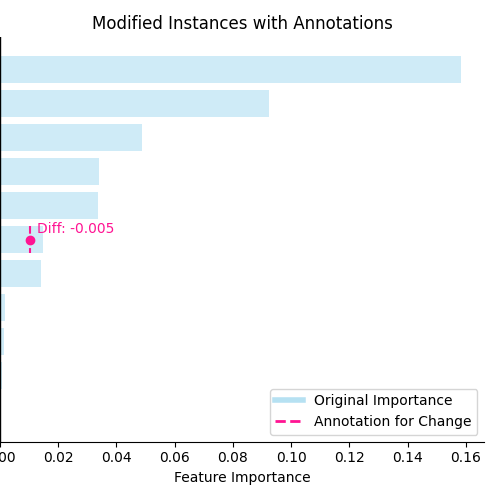 Modified Instances with Annotations
Diff: -0.005
Original Importance
Annotation for Change
00 0.02 0.04 0.06 0.08 0.10 0.12 0.14 0.16
Feature Importance